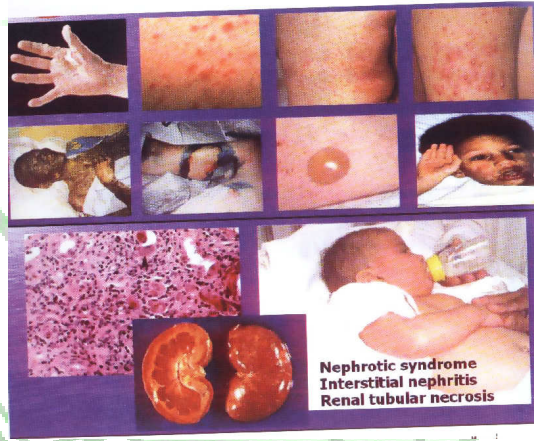 Nephrotic syndrome
Interstitial nephritis
Renal tubular necrosis